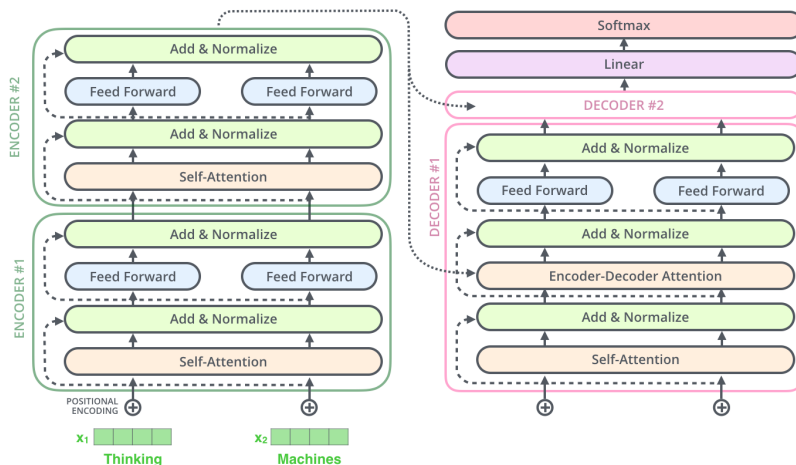 ENCODER #2
Add & Normalize
Feed Forward
Feed Forward
Add & Normalize
Self-Attention
ENCODER #1
Add & Normalize
Feed Forward
Feed Forward
Add & Normalize
Self-Attention
POSITIONAL
ENCODING
x₁
x₂
Thinking
Machines
Softmax
Linear
DECODER #2
DECODER #1
Add & Normalize
Feed Forward
Feed Forward
Add & Normalize
Encoder-Decoder Attention
Add & Normalize
Self-Attention